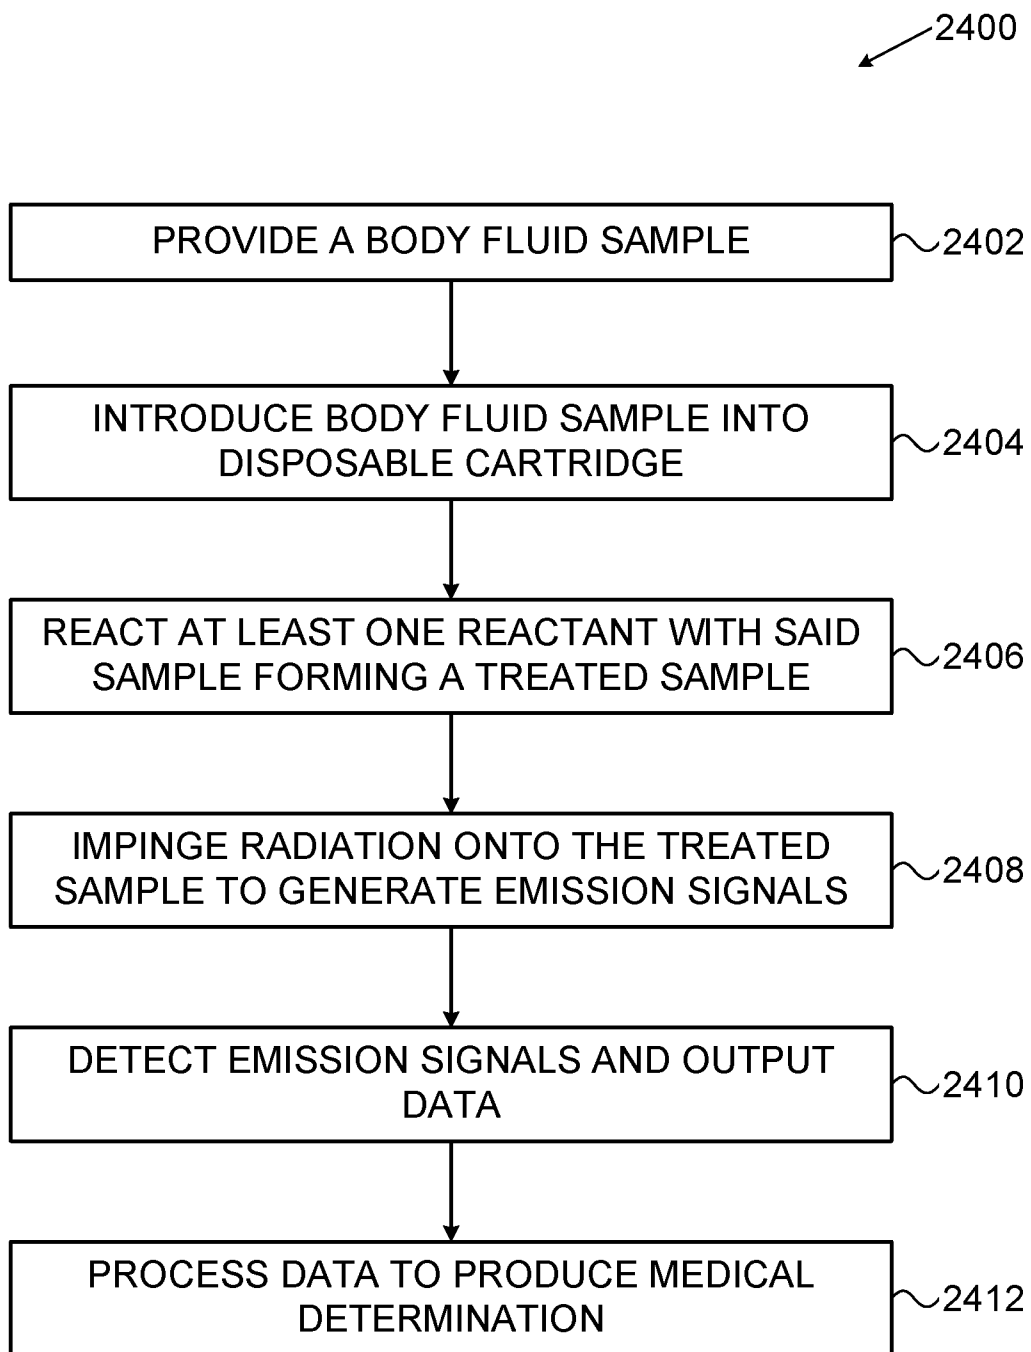 2400
PROVIDE A BODY FLUID SAMPLE
2402
INTRODUCE BODY FLUID SAMPLE INTO
DISPOSABLE CARTRIDGE
2404
REACT AT LEAST ONE REACTANT WITH SAID
SAMPLE FORMING A TREATED SAMPLE
2406
IMPINGE RADIATION ONTO THE TREATED
SAMPLE TO GENERATE EMISSION SIGNALS
2408
DETECT EMISSION SIGNALS AND OUTPUT
DATA
2410
PROCESS DATA TO PRODUCE MEDICAL
DETERMINATION
2412